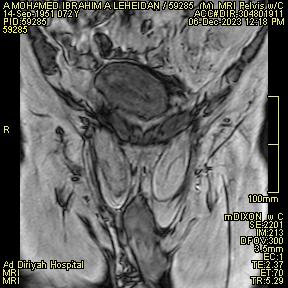 A MOHAMED IBRAHIM A LEHEIDAN / 59285 (M) MRI Pelvis,w C
14-Sep-1951 072Y ACC#DIR-304801911
PID:59285 06-Dec-2023 12:18 PM
59285
R
100mm
mDIXON_w C
SE:2201
IM:213
DFOV:300
3.5mm
EC:1
Ad Diriyah Hospital TE:2.37
MRI ET:70
MRI TR:5.29